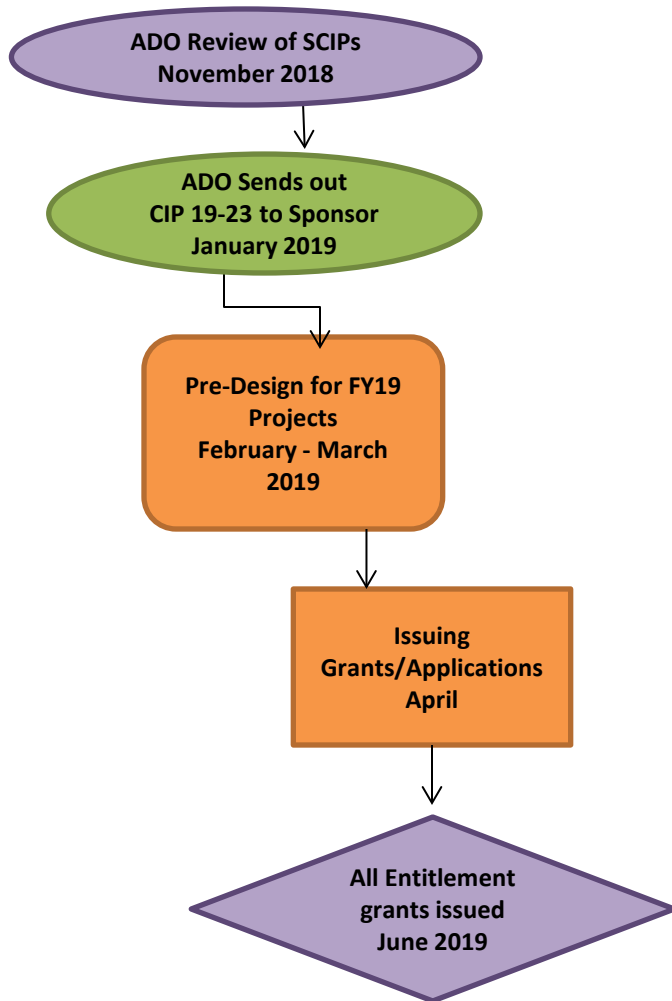 ADO Review of SCIPs
November 2018
ADO Sends out
CIP 19-23 to Sponsor
January 2019
Pre-Design for FY19
Projects
February - March
2019
Issuing
Grants/Applications
April
All Entitlement
grants issued
June 2019